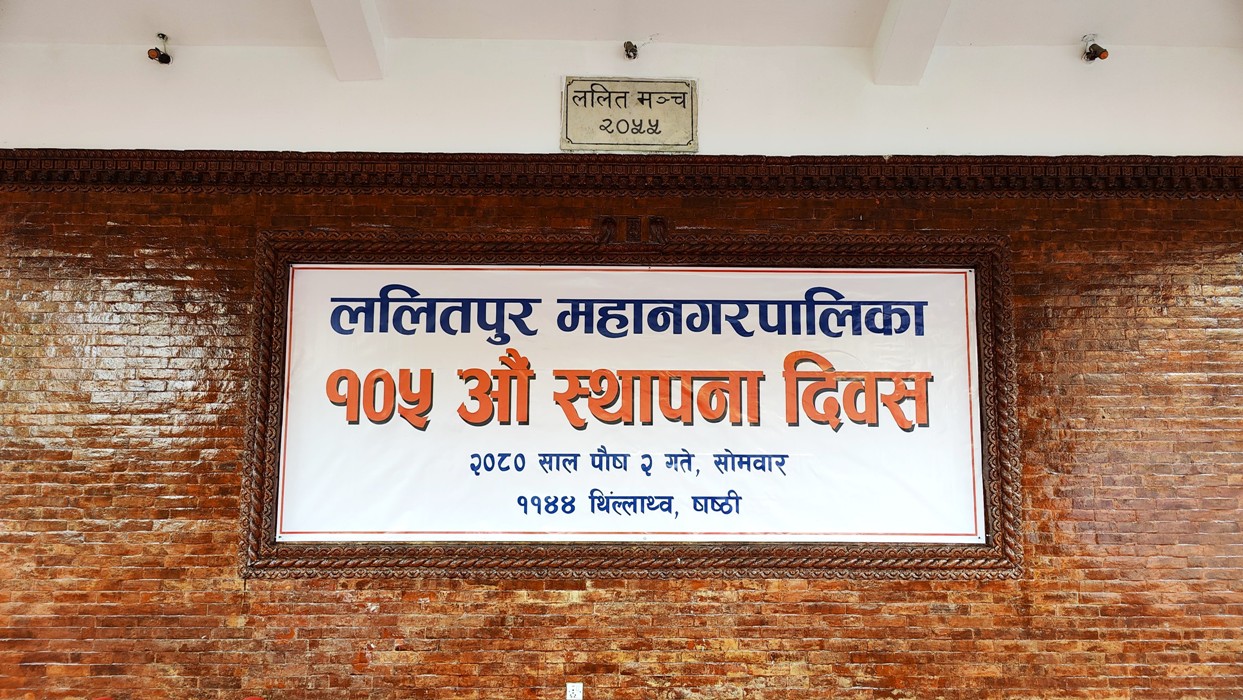 ललित मञ्च
२०५५
ललितपुर महानगरपालिका
१०५ औं स्थापना दिवस
२०८० साल पौष २ गते, सोमवार
११४४ थिंल्लाथ्व, षष्ठी